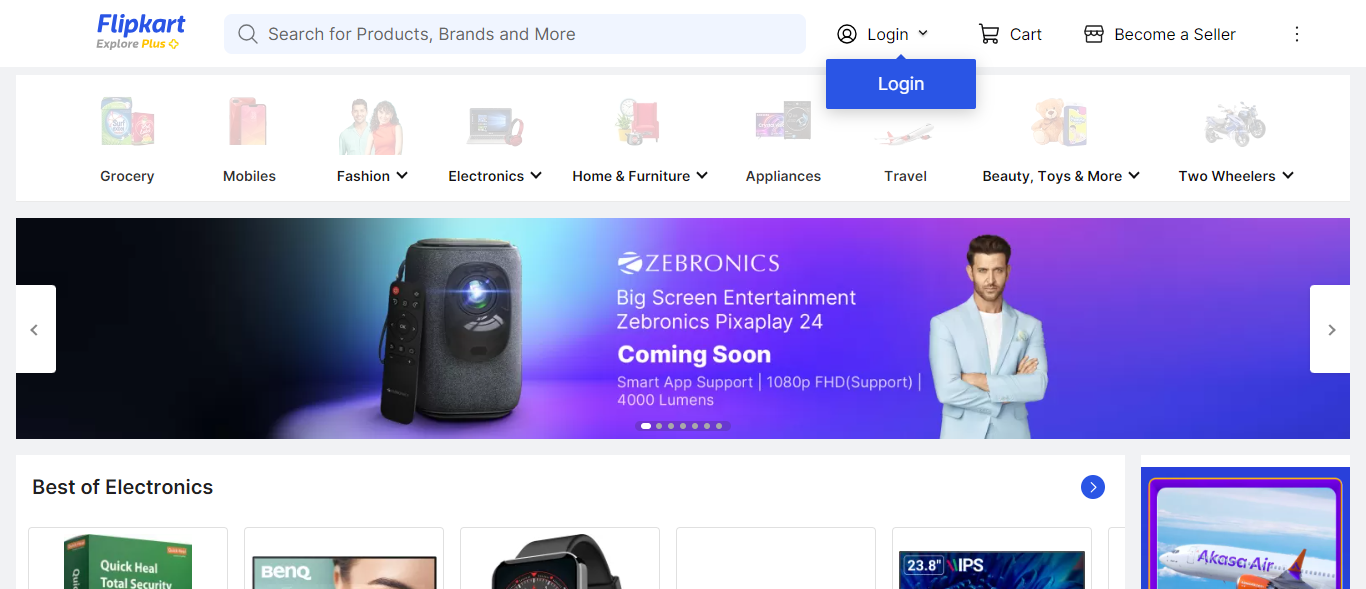 Flipkart
Explore Plus
Search for Products, Brands and More
Login
Cart
Become a Seller
Login
Grocery
Mobiles
Fashion
Electronics
Home & Furniture
Appliances
Travel
Beauty, Toys & More
Two Wheelers
ZEBRONICS
Big Screen Entertainment
Zebronics Pixaplay 24
Coming Soon
Smart App Support | 1080p FHD(Support) |
4000 Lumens
Best of Electronics
Quick Heal
Total Security
BenQ
23.8" IPS
Akasa Air